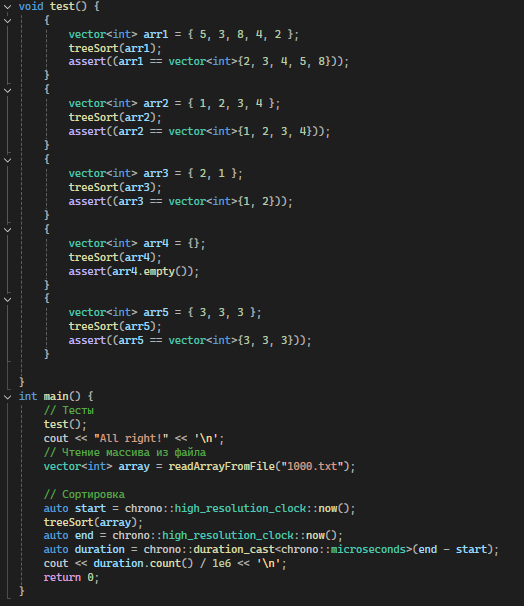 void test() {
    {
        vector<int> arr1 = { 5, 3, 8, 4, 2 };
        treeSort(arr1);
        assert((arr1 == vector<int>{2, 3, 4, 5, 8}));
    }
    {
        vector<int> arr2 = { 1, 2, 3, 4 };
        treeSort(arr2);
        assert((arr2 == vector<int>{1, 2, 3, 4}));
    }
    {
        vector<int> arr3 = { 2, 1 };
        treeSort(arr3);
        assert((arr3 == vector<int>{1, 2}));
    }
    {
        vector<int> arr4 = {};
        treeSort(arr4);
        assert(arr4.empty());
    }
    {
        vector<int> arr5 = { 3, 3, 3 };
        treeSort(arr5);
        assert((arr5 == vector<int>{3, 3, 3}));
    }

}
int main() {
    // Тесты
    test();
    cout << "All right!" << '\n';
    // Чтение массива из файла
    vector<int> array = readArrayFromFile("1000.txt");

    // Сортировка
    auto start = chrono::high_resolution_clock::now();
    treeSort(array);
    auto end = chrono::high_resolution_clock::now();
    auto duration = chrono::duration_cast<chrono::microseconds>(end - start);
    cout << duration.count() / 1e6 << '\n';
    return 0;
}